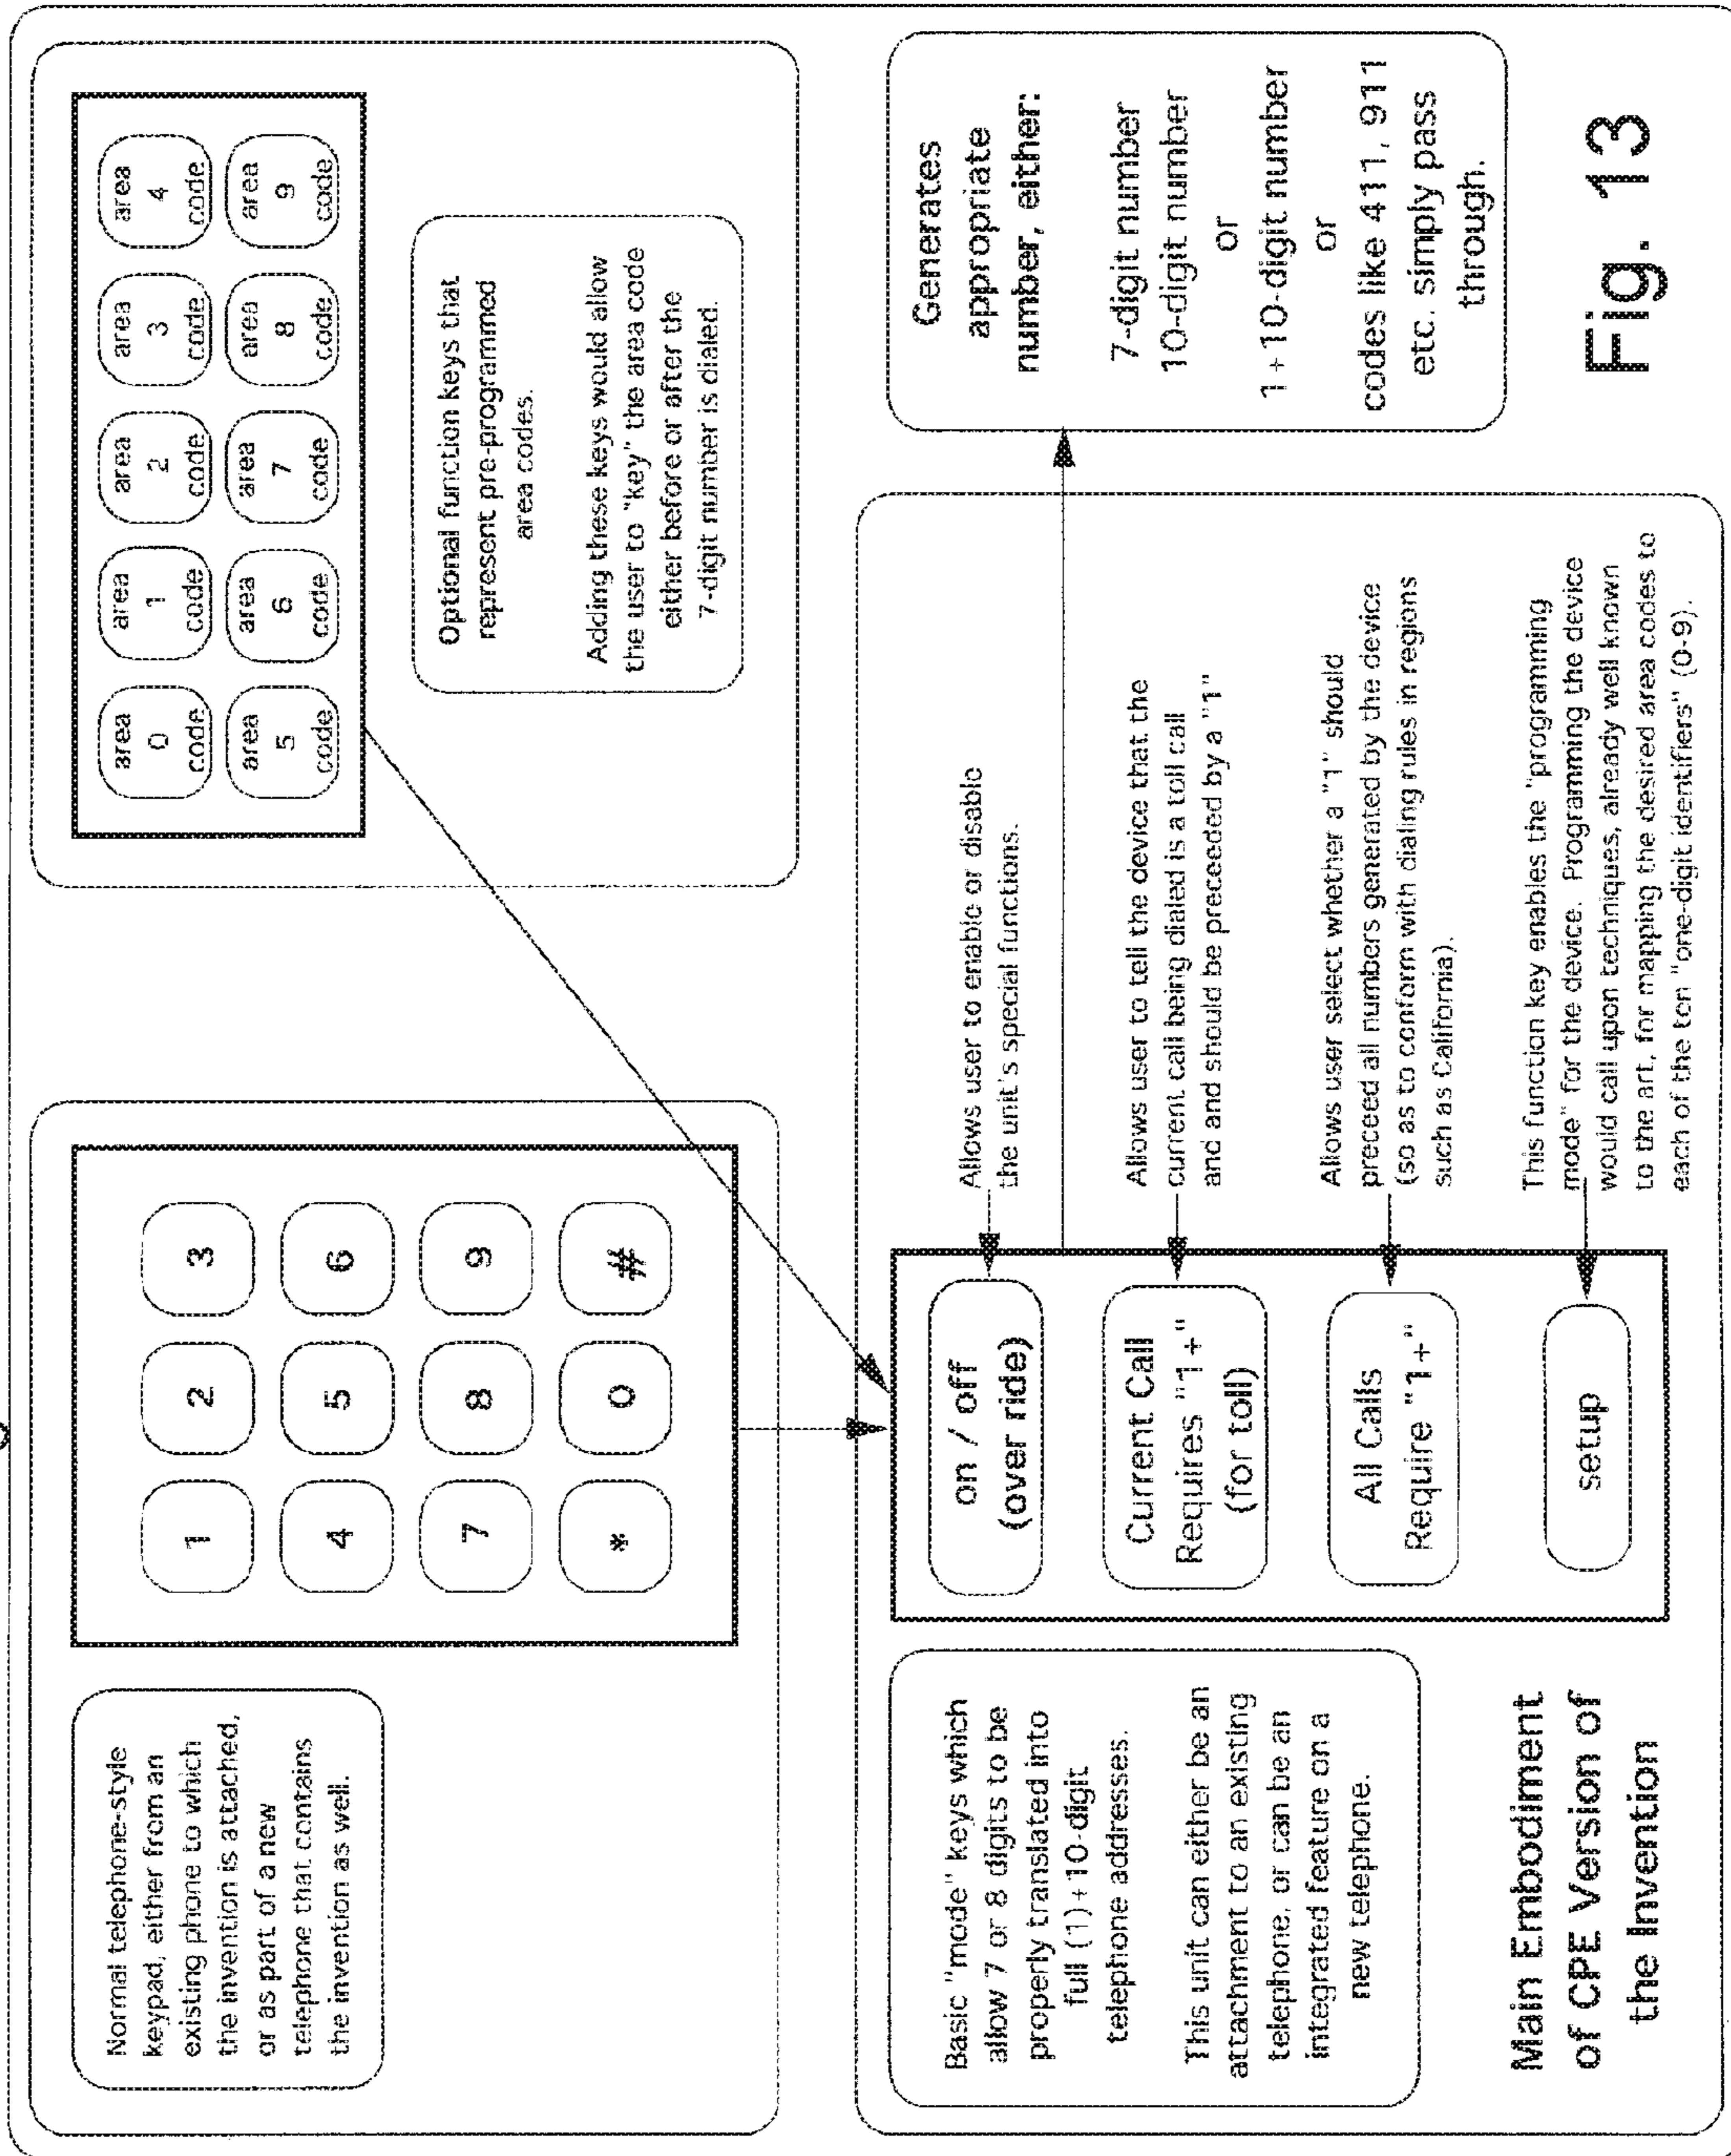 Normal telephone-style
keypad, either from an
existing phone to which
the invention is attached,
or as part of a new
telephone that contains
the invention as well.
1
2
3
4
5
6
7
8
9
*
0
#
area
0
code
area
1
code
area
2
code
area
3
code
area
4
code
area
5
code
area
6
code
area
7
code
area
8
code
area
9
code
Optional function keys that
represent pre-programmed
area codes.
Adding these keys would allow
the user to "key" the area code
either before or after the
7-digit number is dialed.
Basic "mode" keys which
allow 7 or 8 digits to be
properly translated into
full (1)+10-digit
telephone addresses.
This unit can either be an
attachment to an existing
telephone, or can be an
integrated feature on a
new telephone.
Main Embodiment
of CPE Version of
the Invention
on / off
(over ride)
Current Call
Requires "1+"
(for toll)
All Calls
Require "1+"
setup
Allows user to enable or disable
the unit's special functions.
Allows user to tell the device that the
current call being dialed is a toll call
and and should be preceded by a "1"
Allows user select whether a "1" should
preceed all numbers generated by the device
(so as to conform with dialing rules in regions
such as California).
This function key enables the "programming
mode" for the device. Programming the device
would call upon techniques, already well known
to the art, for mapping the desired area codes to
each of the ten "one-digit identifiers" (0-9).
Generates
appropriate
number, either:
7-digit number
10-digit number
or
1+10-digit number
or
codes like 411, 911
etc. simply pass
through.
Fig. 13